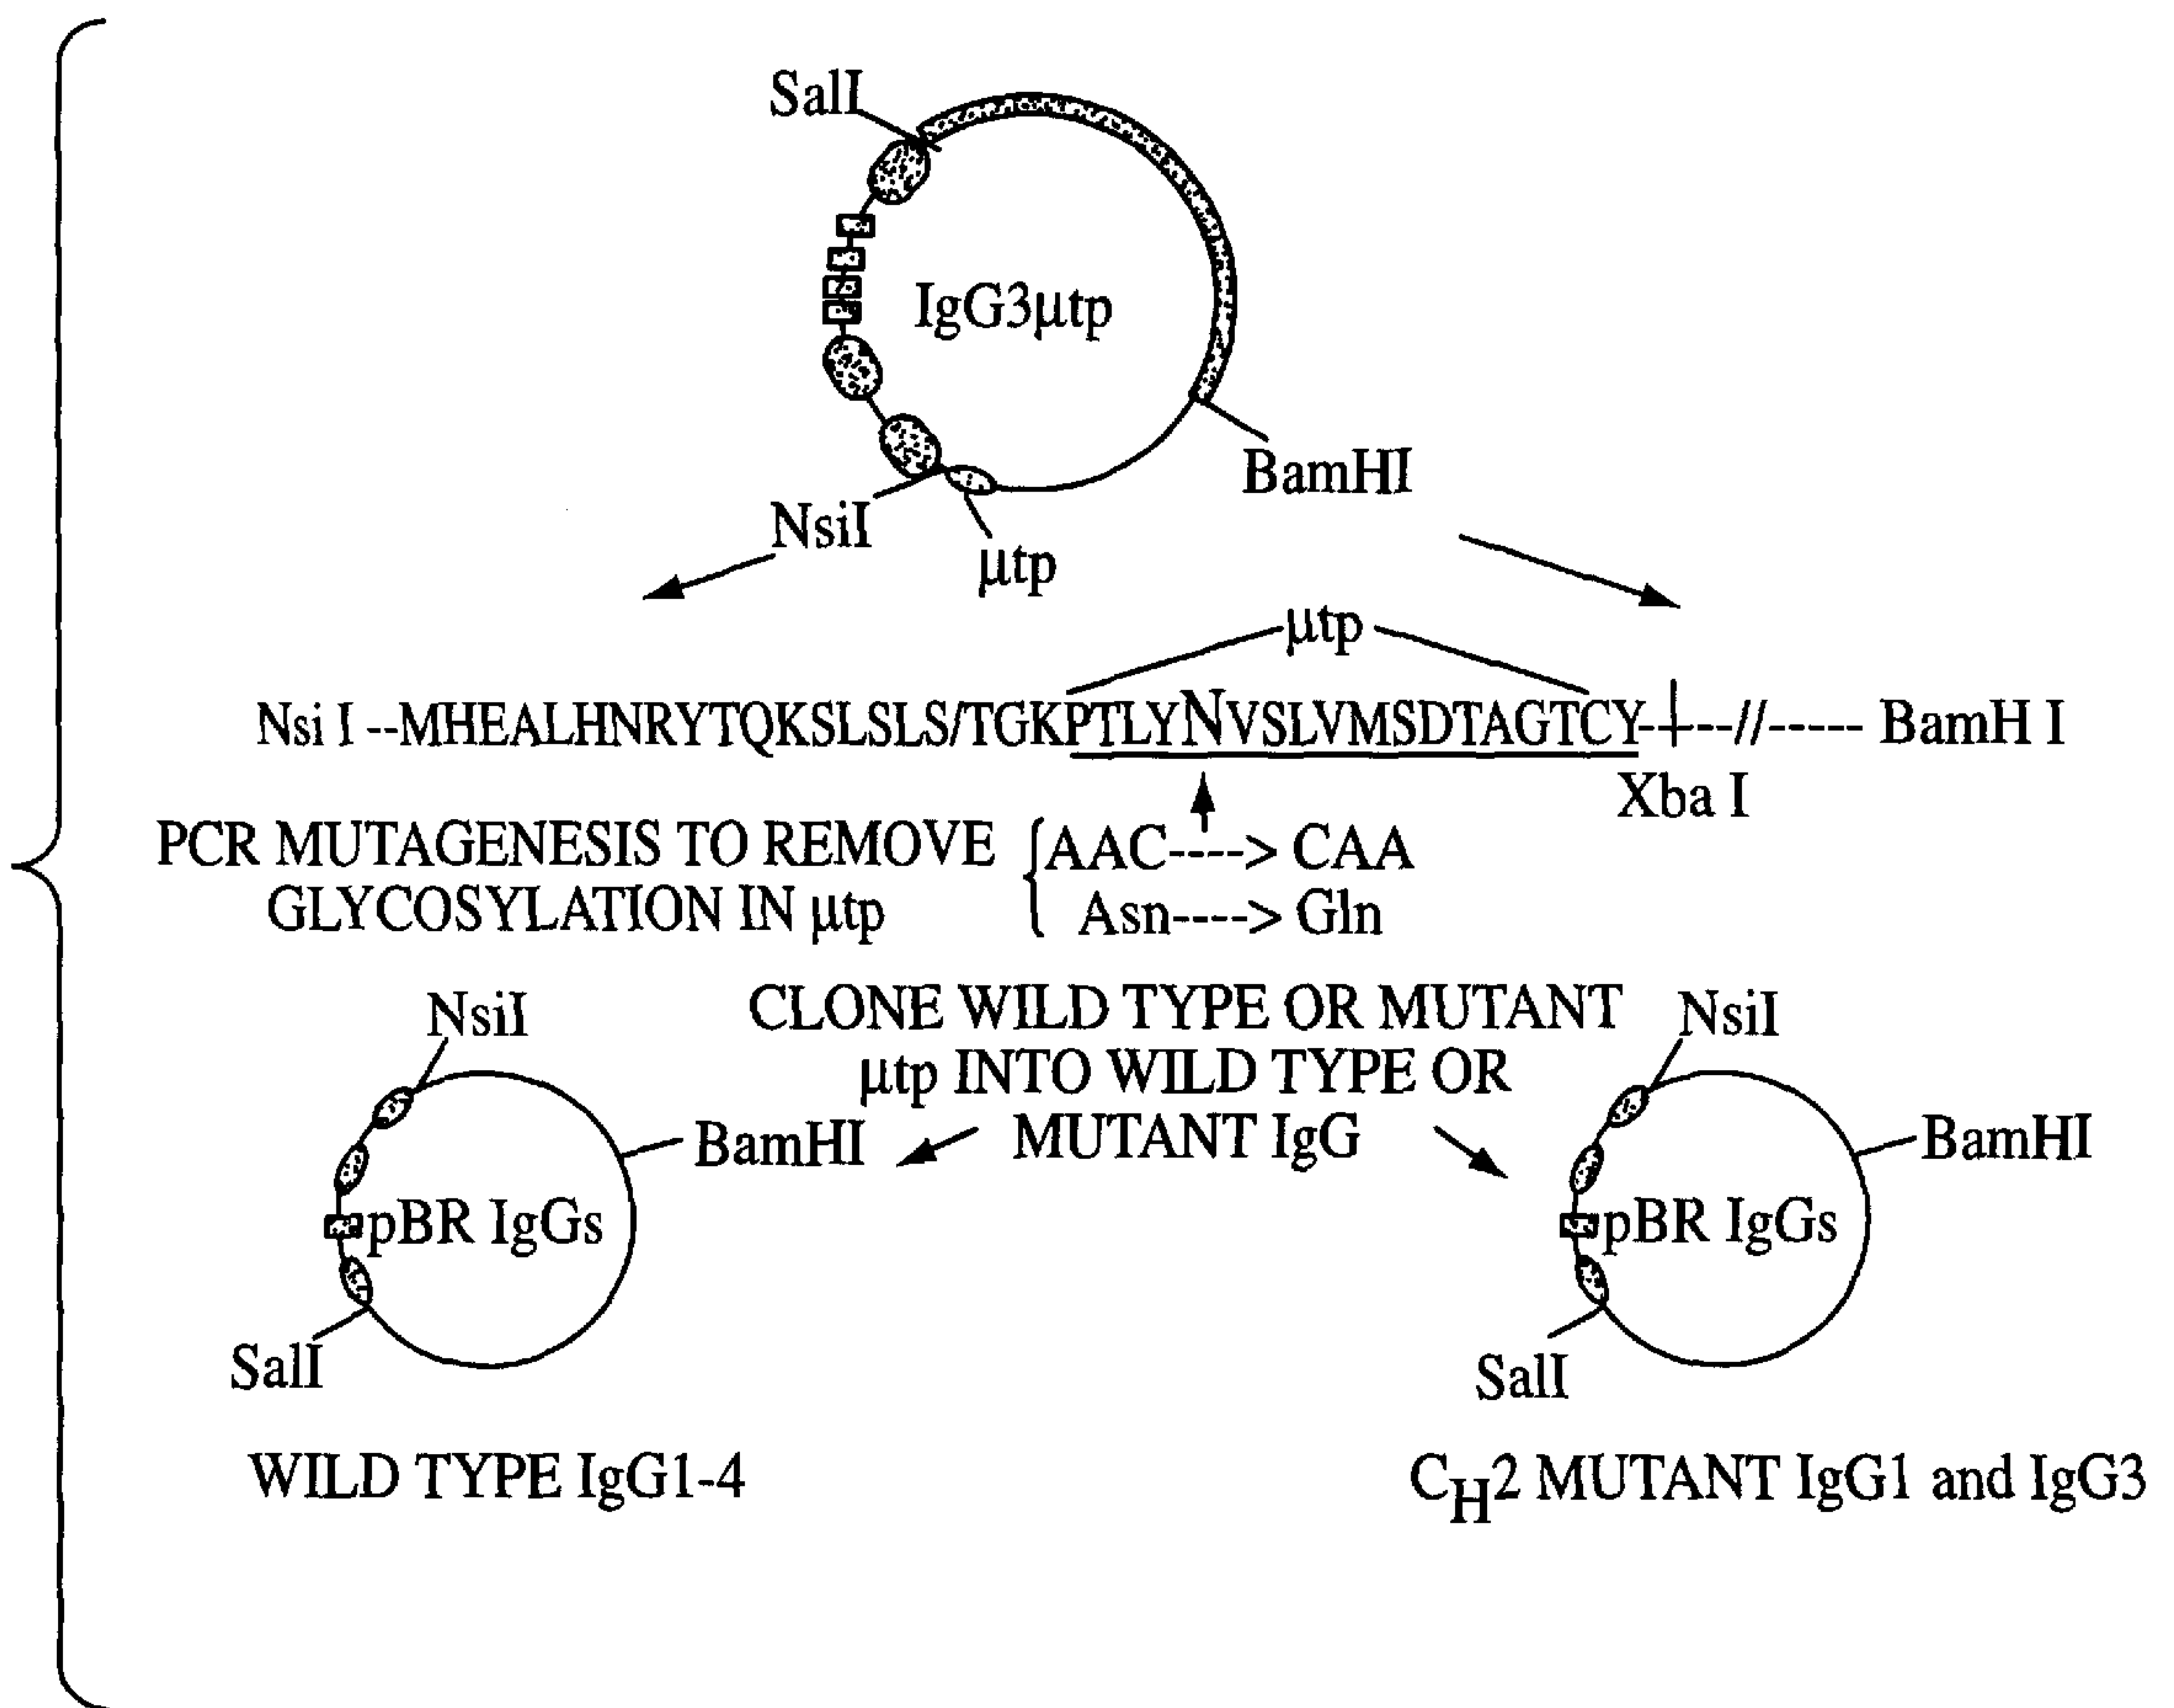 SalI
IgG3µtp
BamHI
NsiI
µtp
µtp
Nsi I --MHEALHNRYTQKSLSLS/TGKPTLYNVSLVMSDTAGTCY-----//----- BamH I
Xba I
PCR MUTAGENESIS TO REMOVE
GLYCOSYLATION IN µtp
AAC----> CAA
Asn----> Gln
CLONE WILD TYPE OR MUTANT
µtp INTO WILD TYPE OR
MUTANT IgG
NsiI
BamHI
pBR IgGs
SalI
WILD TYPE IgG1-4
NsiI
BamHI
pBR IgGs
SalI
CH2 MUTANT IgG1 and IgG3